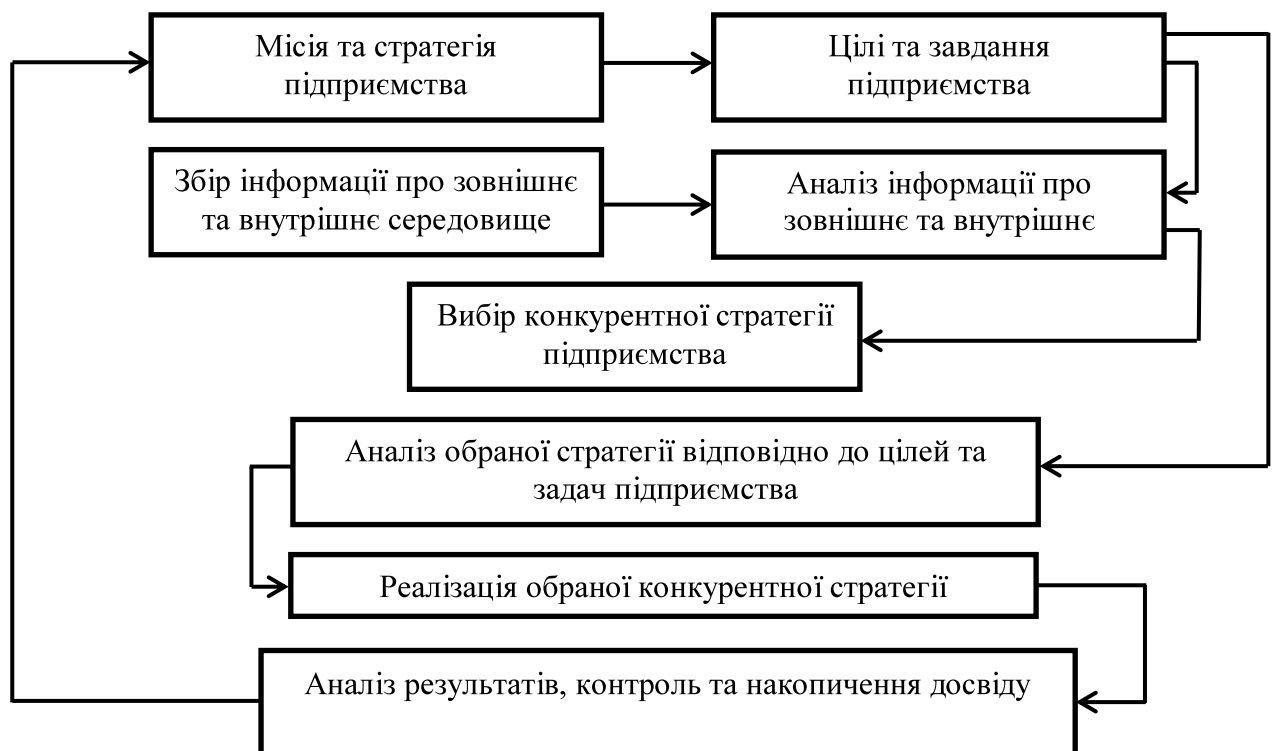 Місія та стратегія
підприємства
Цілі та завдання
підприємства
Збір інформації про зовнішнє
та внутрішнє середовище
Аналіз інформації про
зовнішнє та внутрішнє
Вибір конкурентної стратегії
підприємства
Аналіз обраної стратегії відповідно до цілей та
задач підприємства
Реалізація обраної конкурентної стратегії
Аналіз результатів, контроль та накопичення досвіду